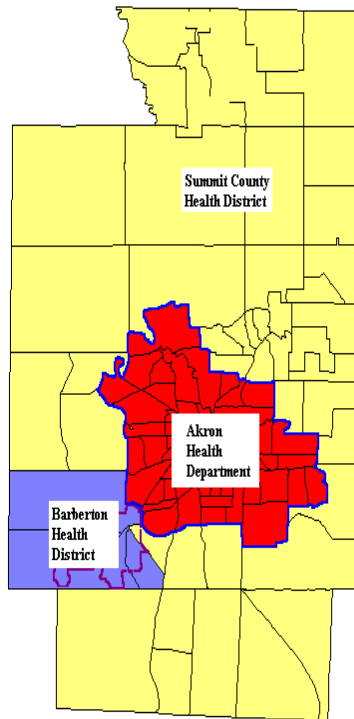 Summit County
Health District
Akron
Health
Department
Barberton
Health
District